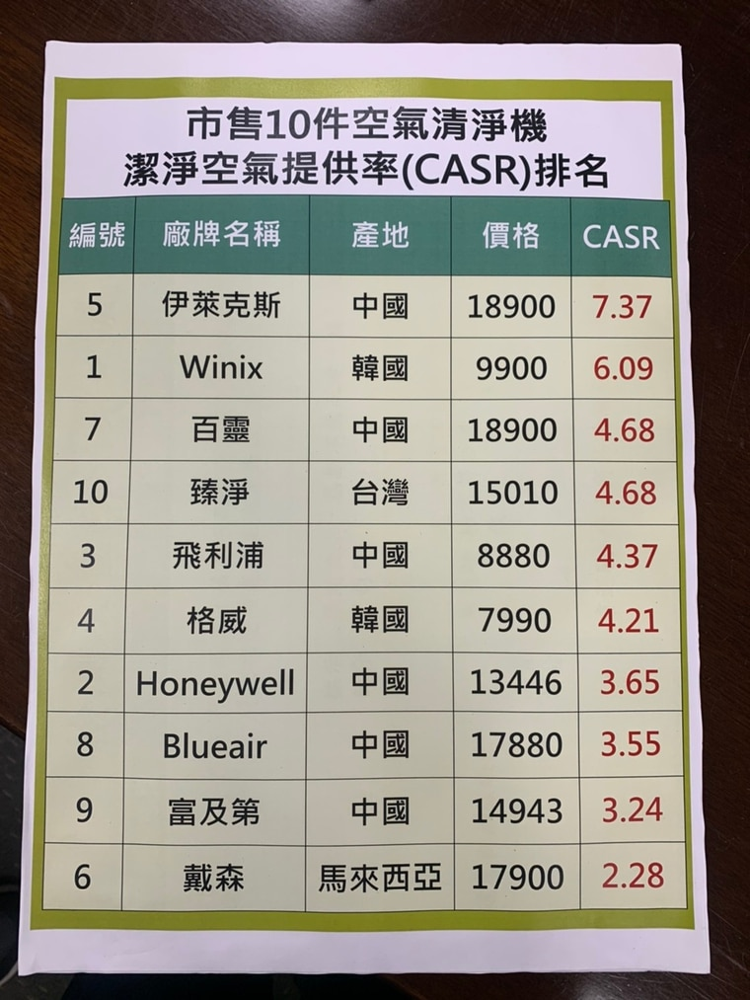 市售10件空氣清淨機
潔淨空氣提供率(CASR)排名
編號 廠牌名稱 產地 價格 CASR
5 伊萊克斯 中國 18900 7.37
1 Winix 韓國 9900 6.09
7 百靈 中國 18900 4.68
10 臻淨 台灣 15010 4.68
3 飛利浦 中國 8880 4.37
4 格威 韓國 7990 4.21
2 Honeywell 中國 13446 3.65
8 Blueair 中國 17880 3.55
9 富及第 中國 14943 3.24
6 戴森 馬來西亞 17900 2.28